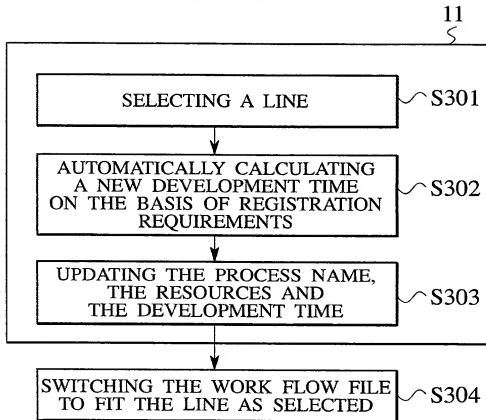 11
SELECTING A LINE
S301
AUTOMATICALLY CALCULATING
A NEW DEVELOPMENT TIME
ON THE BASIS OF REGISTRATION
REQUIREMENTS
S302
UPDATING THE PROCESS NAME,
THE RESOURCES AND
THE DEVELOPMENT TIME
S303
SWITCHING THE WORK FLOW FILE
TO FIT THE LINE AS SELECTED
S304